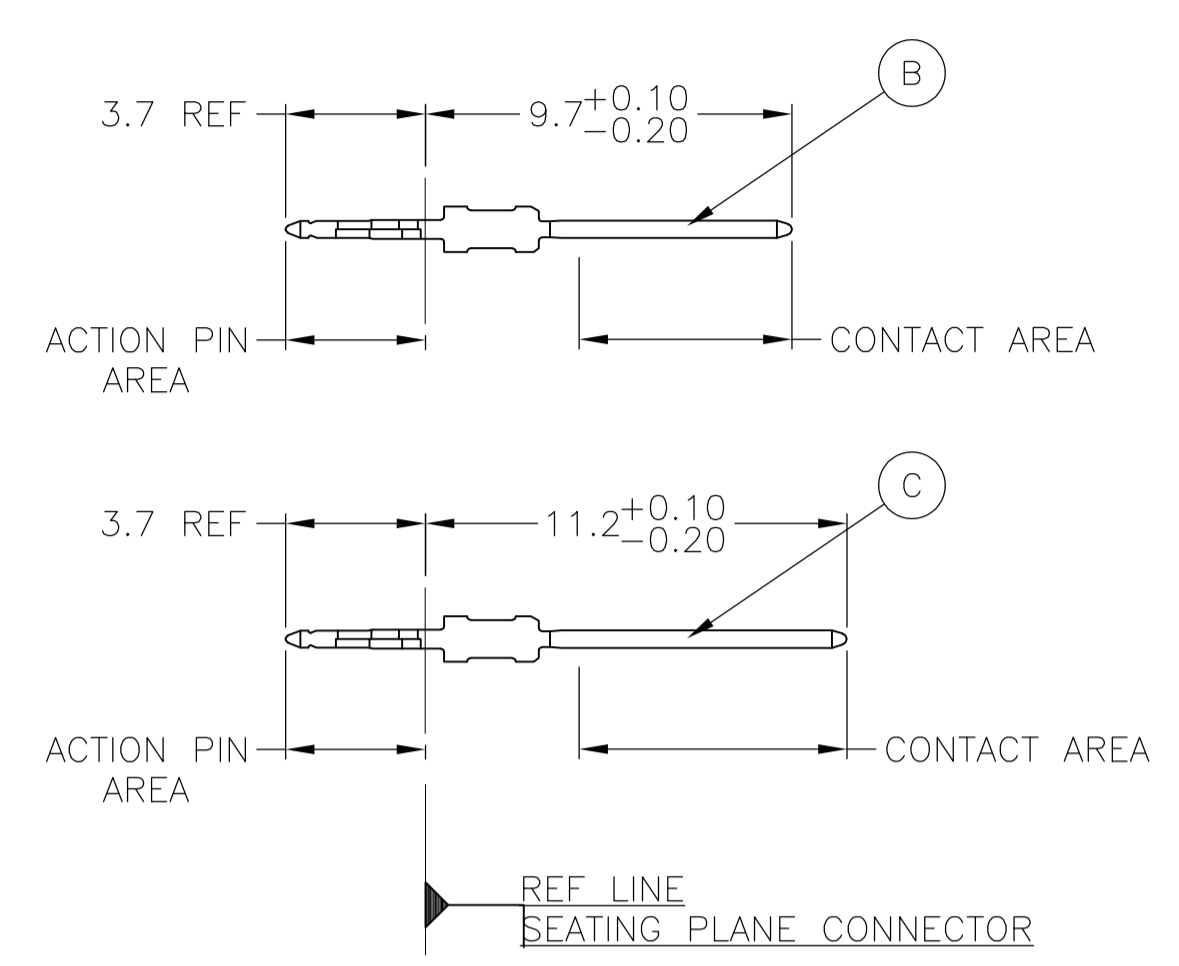 B
3.7 REF
9.7 +0.10 -0.20
ACTION PIN AREA
CONTACT AREA
C
3.7 REF
11.2 +0.10 -0.20
ACTION PIN AREA
CONTACT AREA
REF LINE
SEATING PLANE CONNECTOR